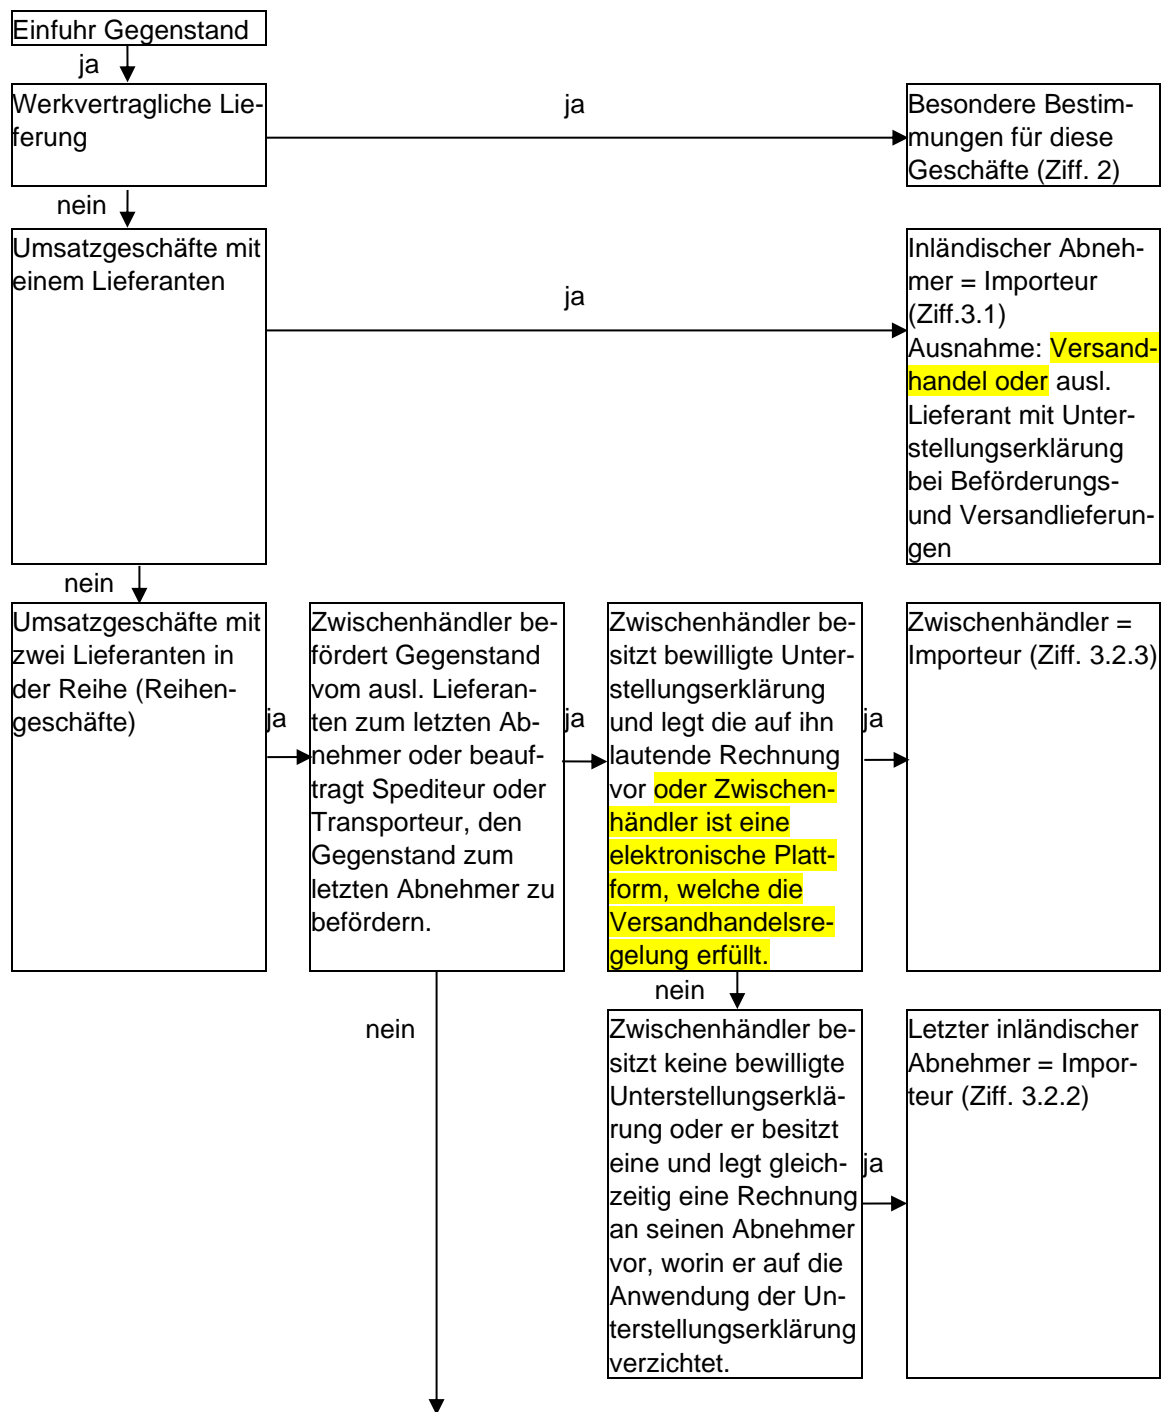 Einfuhr Gegenstand
ja
Werkvertragliche Lie-
ferung
ja
Besondere Bestim-
mungen für diese
Geschäfte (Ziff. 2)
nein
Umsatzgeschäfte mit
einem Lieferanten
ja
Inländischer Abneh-
mer = Importeur
(Ziff.3.1)
Ausnahme: Versand-
handel oder ausl.
Lieferant mit Unter-
stellungserklärung
bei Beförderungs-
und Versandlieferun-
gen
nein
Umsatzgeschäfte mit
zwei Lieferanten in
der Reihe (Reihen-
geschäfte)
ja
Zwischenhändler be-
fördert Gegenstand
vom ausl. Lieferan-
ten zum letzten Ab-
nehmer oder beauf-
tragt Spediteur oder
Transporteur, den
Gegenstand zum
letzten Abnehmer zu
befördern.
ja
Zwischenhändler be-
sitzt bewilligte Unter-
stellungserklärung
und legt die auf ihn
lautende Rechnung
vor oder Zwischen-
händler ist eine
elektronische Platt-
form, welche die
Versandhandelsre-
gelung erfüllt.
ja
Zwischenhändler =
Importeur (Ziff. 3.2.3)
nein
nein
Zwischenhändler be-
sitzt keine bewilligte
Unterstellungserklä-
rung oder er besitzt
eine und legt gleich-
zeitig eine Rechnung
an seinen Abnehmer
vor, worin er auf die
Anwendung der Un-
terstellungserklärung
verzichtet.
ja
Letzter inländischer
Abnehmer = Impor-
teur (Ziff. 3.2.2)